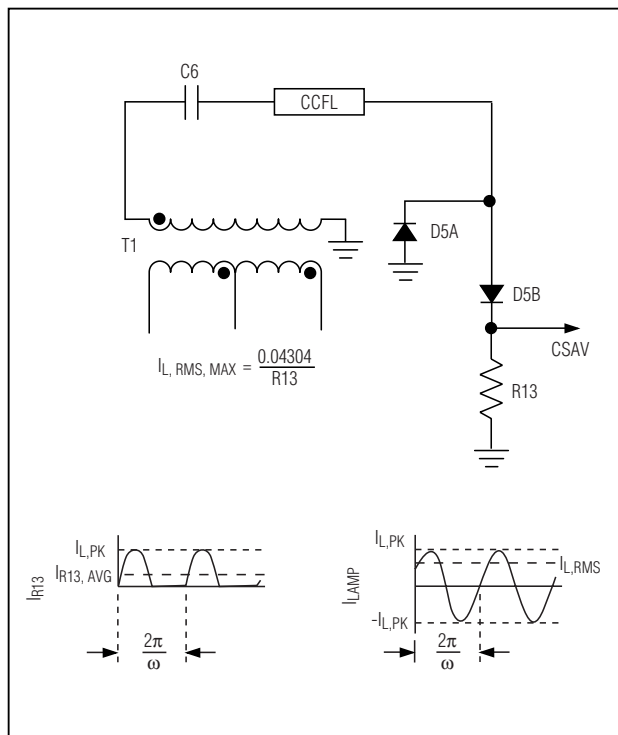 C6
CCFL
D5A
T1
D5B
CSAV
I_L, RMS, MAX = 0.04304 / R13
R13
I_L,PK
I_R13, AVG
I_R13
2π / ω
I_L,PK
I_L,RMS
I_LAMP
-I_L,PK
2π / ω